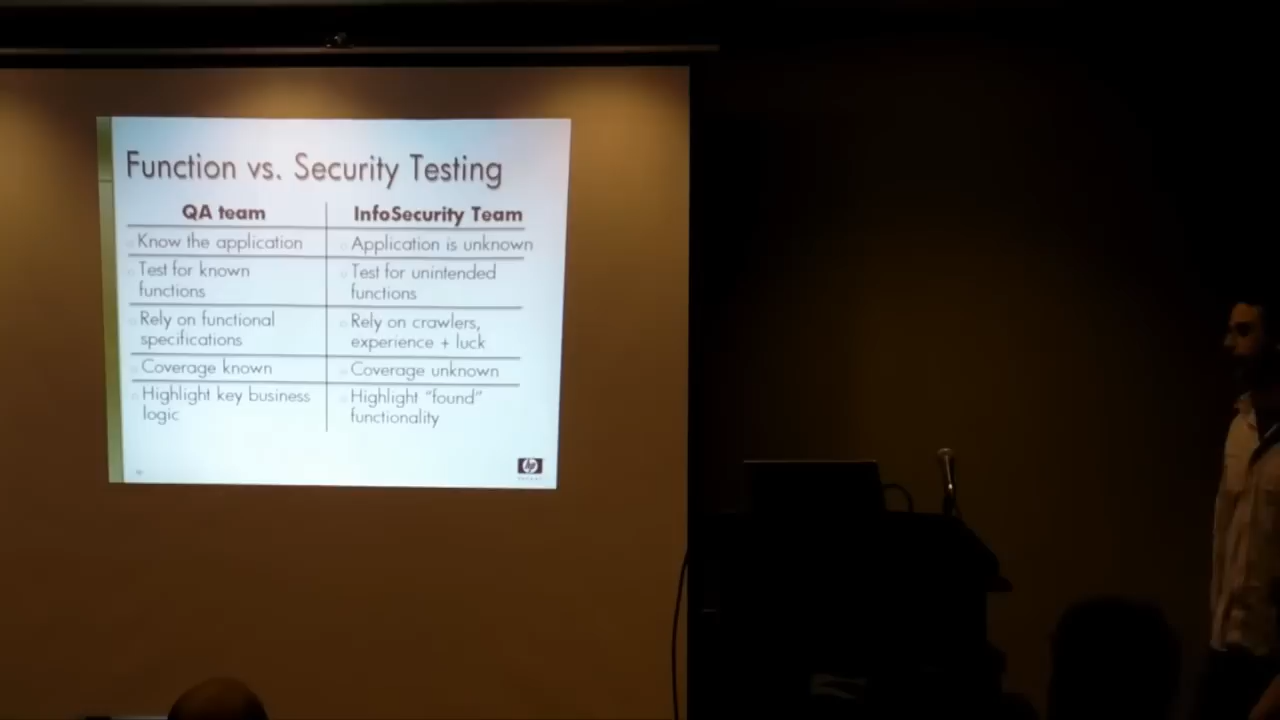 Function vs. Security Testing
QA team
InfoSecurity Team
Know the application
Application is unknown
Test for known
functions
Test for unintended
functions
Rely on functional
specifications
Rely on crawlers,
experience + luck
Coverage known
Coverage unknown
Highlight key business
logic
Highlight "found"
functionality
hp